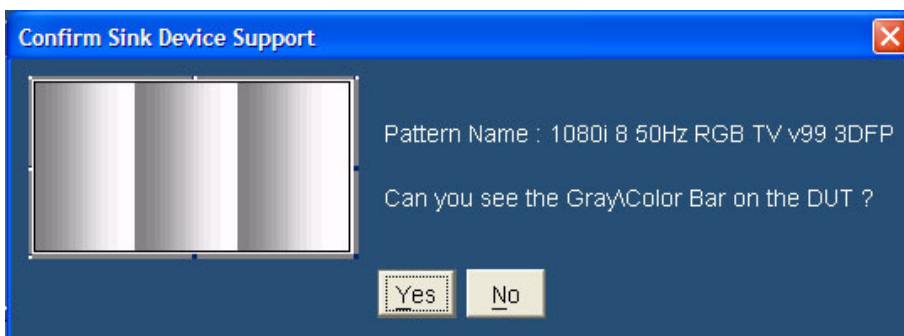 Confirm Sink Device Support
Pattern Name : 1080i 8 50Hz RGB TV v99 3DFP
Can you see the Gray\Color Bar on the DUT ?
Yes No